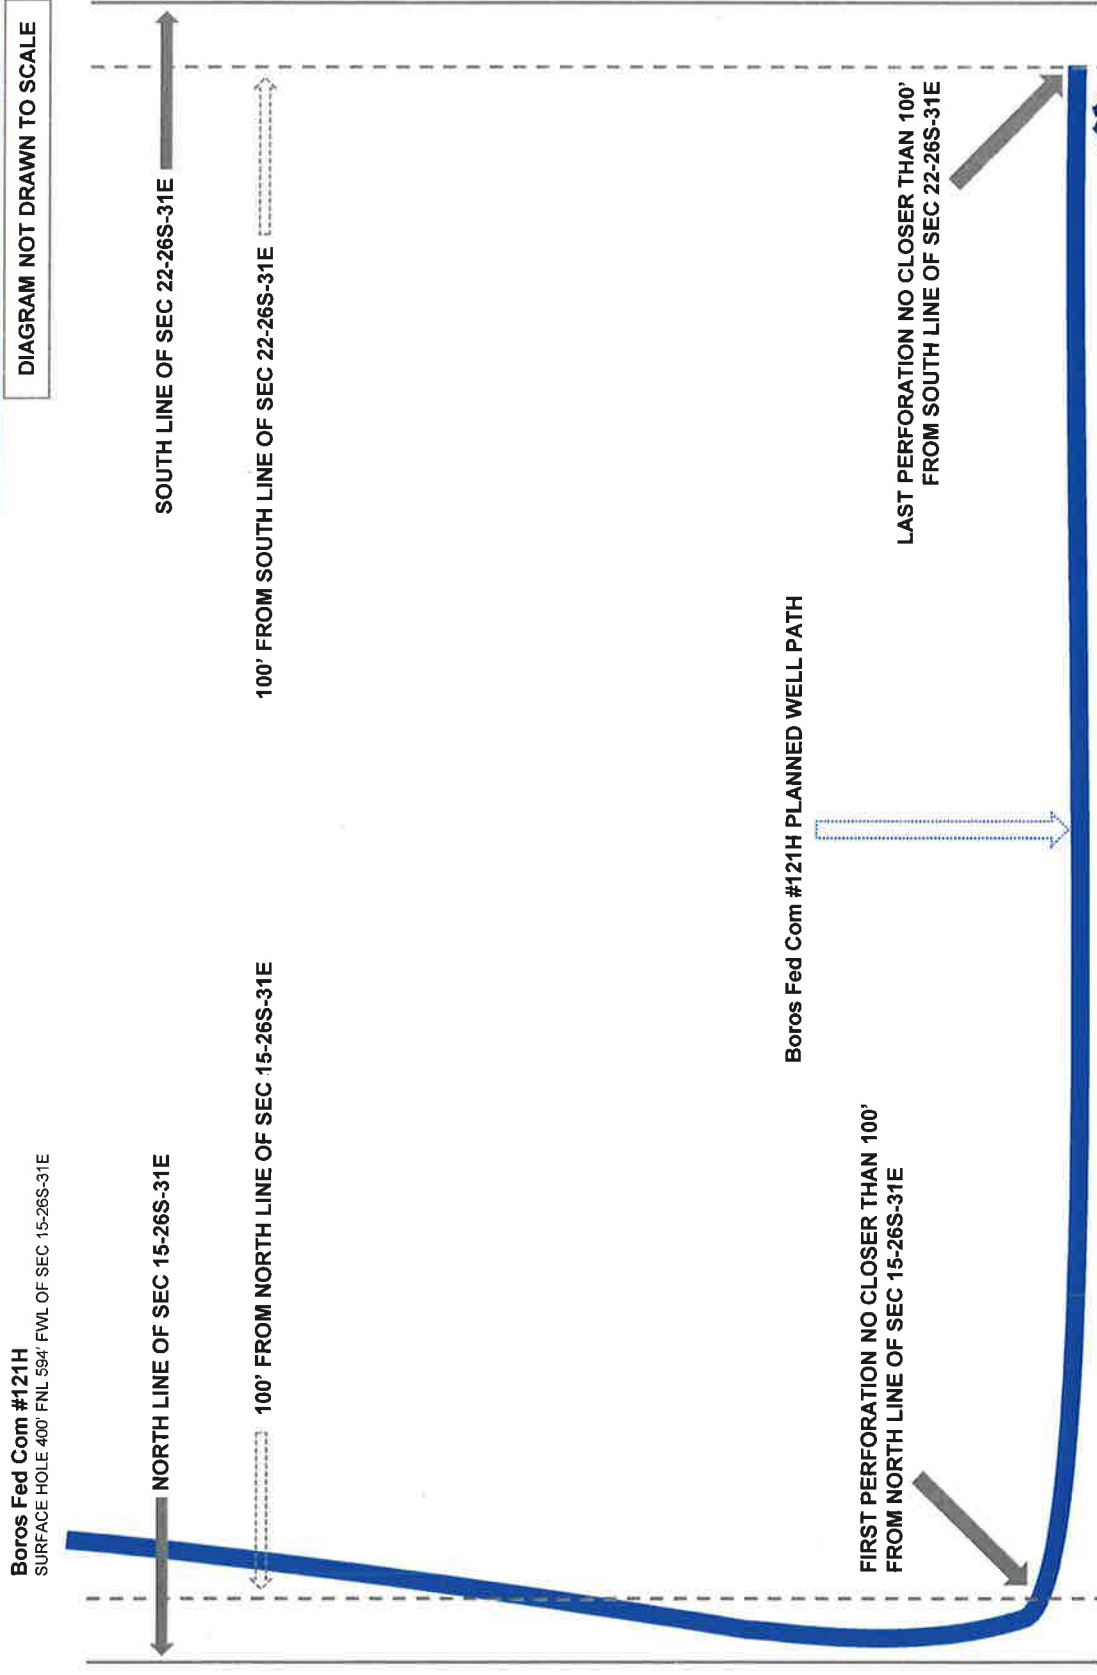 DIAGRAM NOT DRAWN TO SCALE
Boros Fed Com #121H
SURFACE HOLE 400' FNL 594' FWL OF SEC 15-26S-31E
NORTH LINE OF SEC 15-26S-31E
SOUTH LINE OF SEC 22-26S-31E
100' FROM NORTH LINE OF SEC 15-26S-31E
100' FROM SOUTH LINE OF SEC 22-26S-31E
Boros Fed Com #121H PLANNED WELL PATH
FIRST PERFORATION NO CLOSER THAN 100'
FROM NORTH LINE OF SEC 15-26S-31E
LAST PERFORATION NO CLOSER THAN 100'
FROM SOUTH LINE OF SEC 22-26S-31E